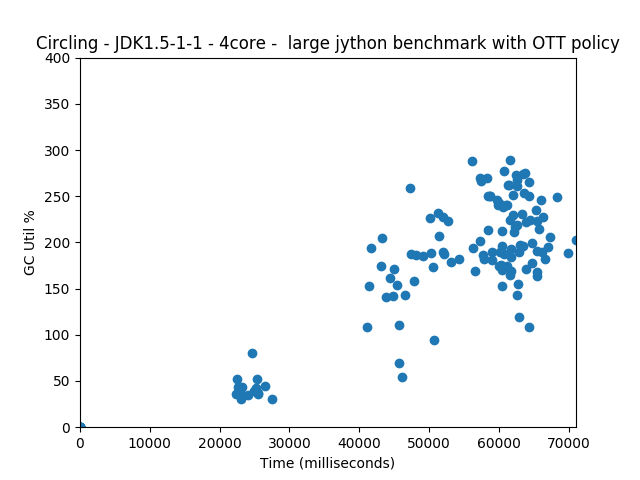 Circling - JDK1.5-1-1 - 4core -  large jython benchmark with OTT policy
400
350
300
250
200
150
100
50
0
GC Util %
0 10000 20000 30000 40000 50000 60000 70000
Time (milliseconds)